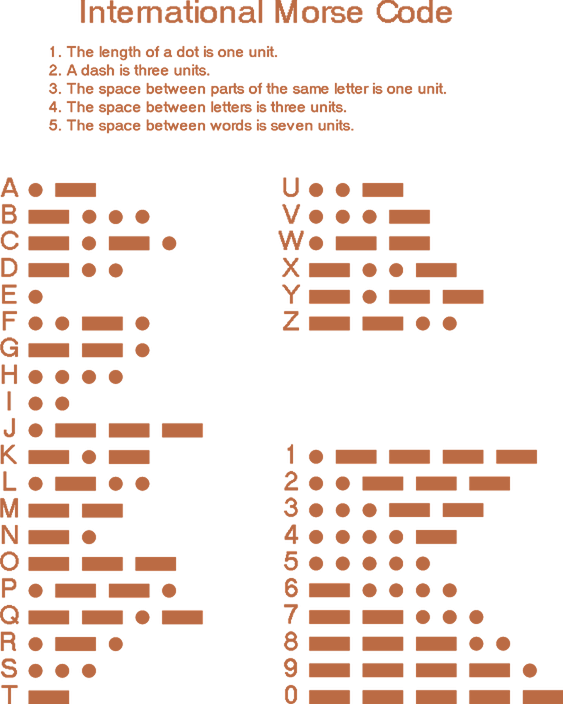 International Morse Code
1. The length of a dot is one unit.
2. A dash is three units.
3. The space between parts of the same letter is one unit.
4. The space between letters is three units.
5. The space between words is seven units.
A
B
C
D
E
F
G
H
I
J
K
L
M
N
O
P
Q
R
S
T
U
V
W
X
Y
Z
1
2
3
4
5
6
7
8
9
0